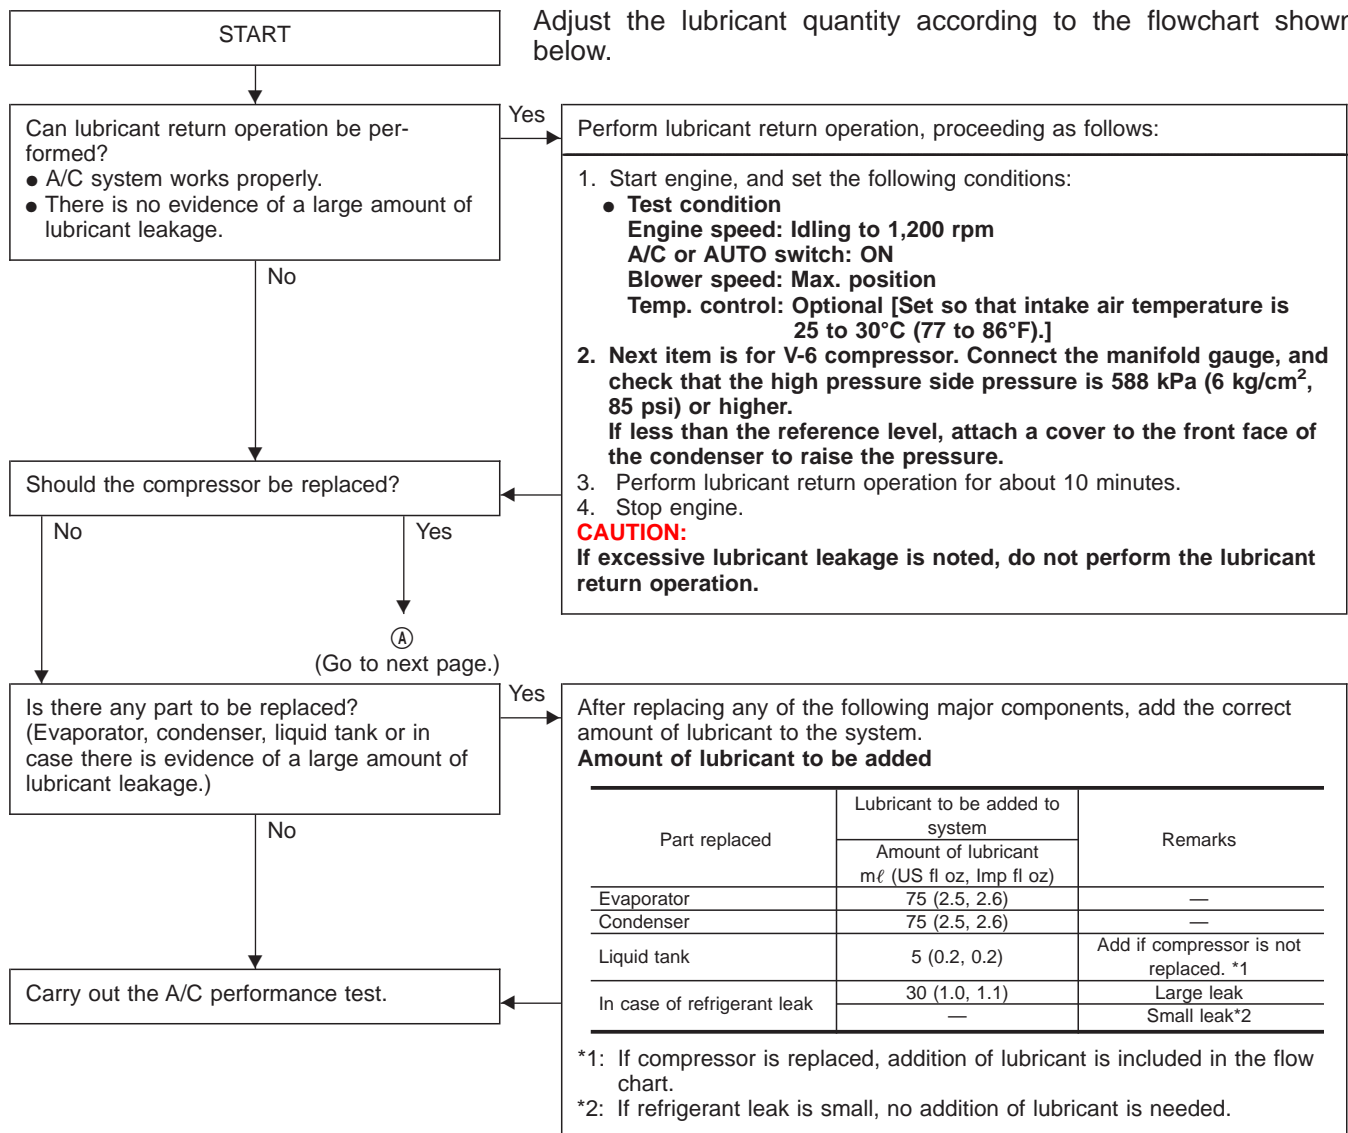 START
Adjust the lubricant quantity according to the flowchart shown
below.
Can lubricant return operation be per-
formed?
● A/C system works properly.
● There is no evidence of a large amount of
lubricant leakage.
Yes
No
Perform lubricant return operation, proceeding as follows:
1. Start engine, and set the following conditions:
● Test condition
Engine speed: Idling to 1,200 rpm
A/C or AUTO switch: ON
Blower speed: Max. position
Temp. control: Optional [Set so that intake air temperature is
25 to 30°C (77 to 86°F).]
2. Next item is for V-6 compressor. Connect the manifold gauge, and
check that the high pressure side pressure is 588 kPa (6 kg/cm²,
85 psi) or higher.
If less than the reference level, attach a cover to the front face of
the condenser to raise the pressure.
3. Perform lubricant return operation for about 10 minutes.
4. Stop engine.
CAUTION:
If excessive lubricant leakage is noted, do not perform the lubricant
return operation.
Should the compressor be replaced?
No
Yes
Ⓐ
(Go to next page.)
Is there any part to be replaced?
(Evaporator, condenser, liquid tank or in
case there is evidence of a large amount of
lubricant leakage.)
Yes
No
After replacing any of the following major components, add the correct
amount of lubricant to the system.
Amount of lubricant to be added
Part replaced
Lubricant to be added to
system
Amount of lubricant
mℓ (US fl oz, Imp fl oz)
Remarks
Evaporator 75 (2.5, 2.6) —
Condenser 75 (2.5, 2.6) —
Liquid tank 5 (0.2, 0.2) Add if compressor is not
replaced. *1
In case of refrigerant leak 30 (1.0, 1.1) Large leak
— Small leak*2
*1: If compressor is replaced, addition of lubricant is included in the flow
chart.
*2: If refrigerant leak is small, no addition of lubricant is needed.
Carry out the A/C performance test.